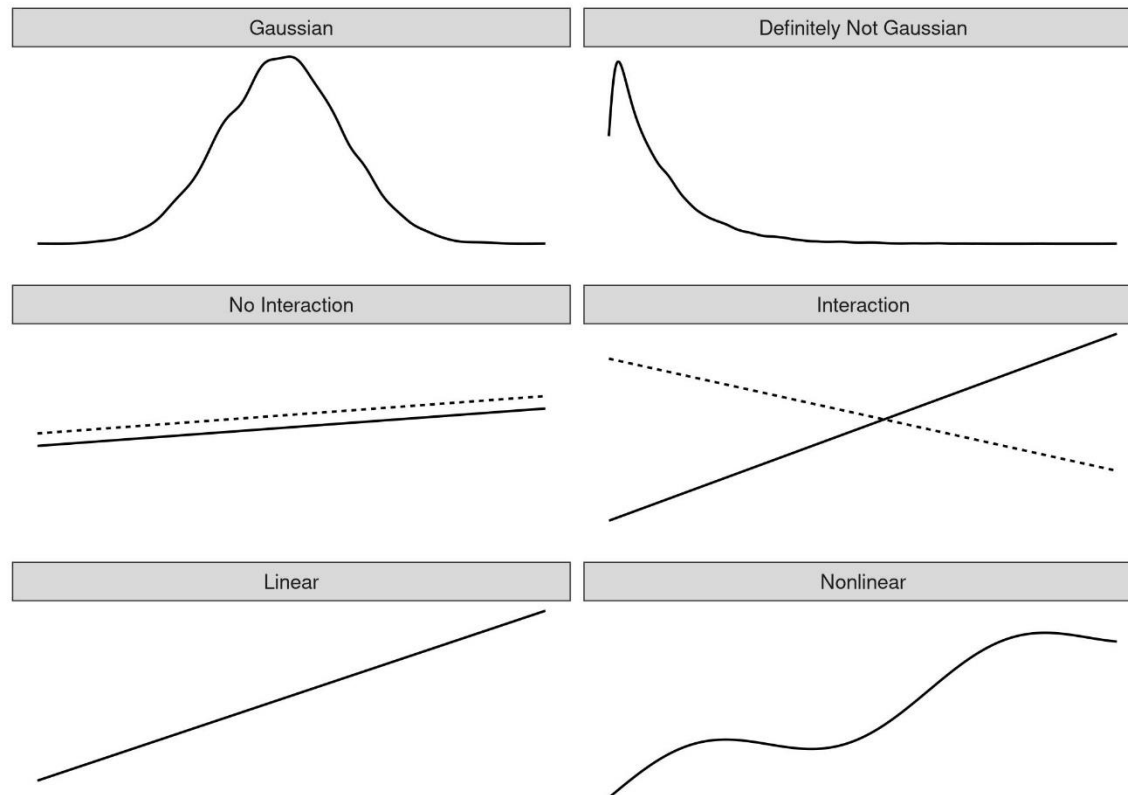 Gaussian
Definitely Not Gaussian
No Interaction
Interaction
Linear
Nonlinear